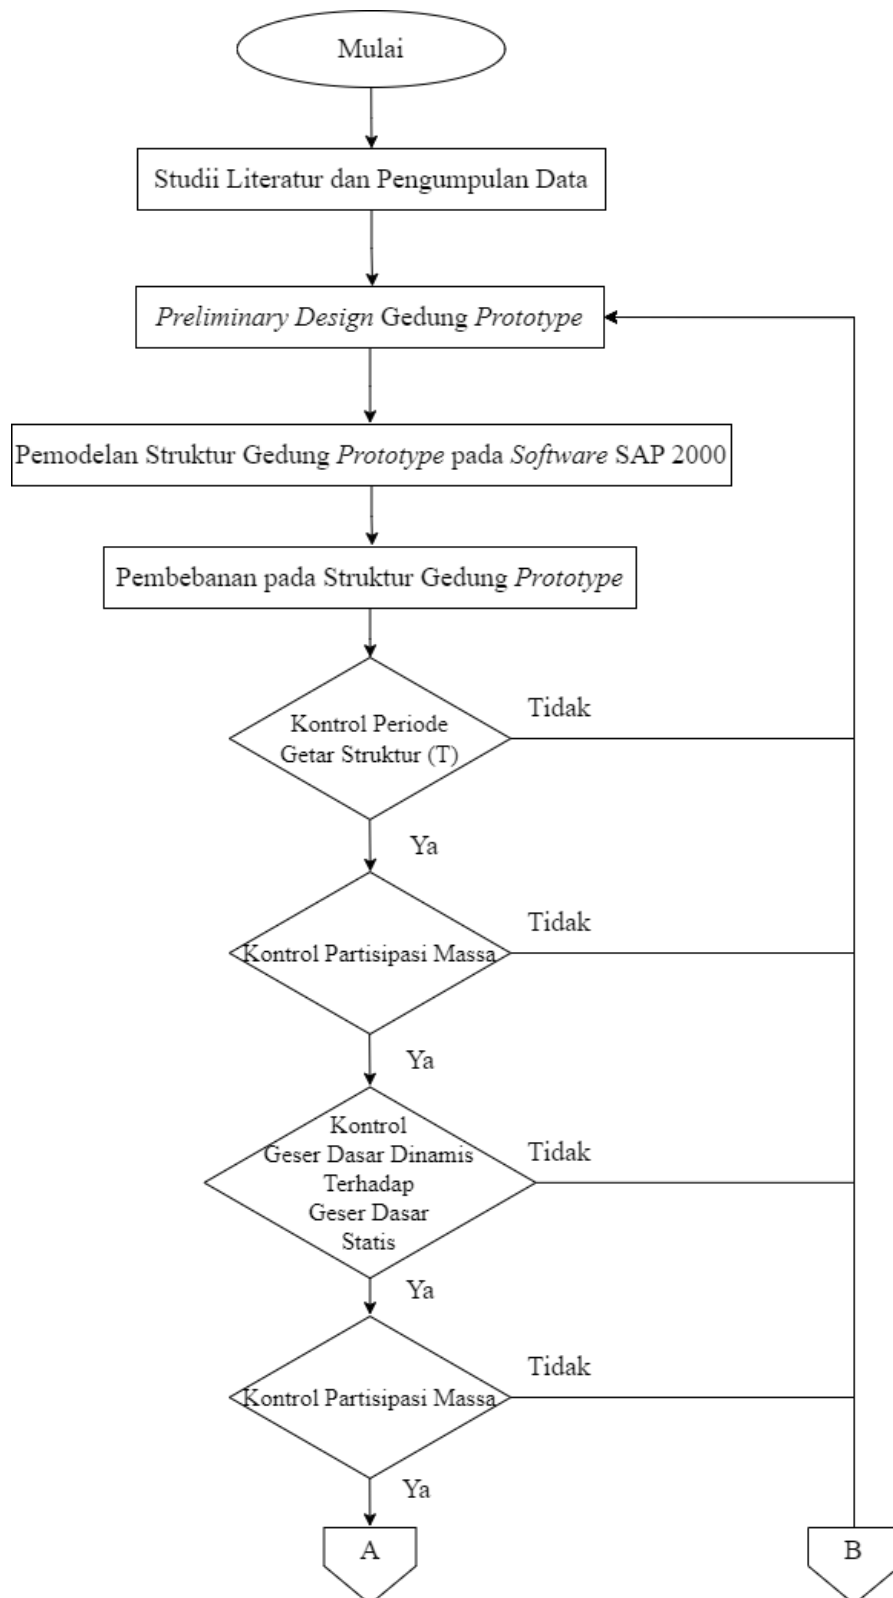 Mulai
Studii Literatur dan Pengumpulan Data
Preliminary Design Gedung Prototype
Pemodelan Struktur Gedung Prototype pada Software SAP 2000
Pembebanan pada Struktur Gedung Prototype
Kontrol Periode
Getar Struktur (T)
Tidak
Ya
Kontrol Partisipasi Massa
Tidak
Ya
Kontrol
Geser Dasar Dinamis
Terhadap
Geser Dasar
Statis
Tidak
Ya
Kontrol Partisipasi Massa
Tidak
Ya
A
B